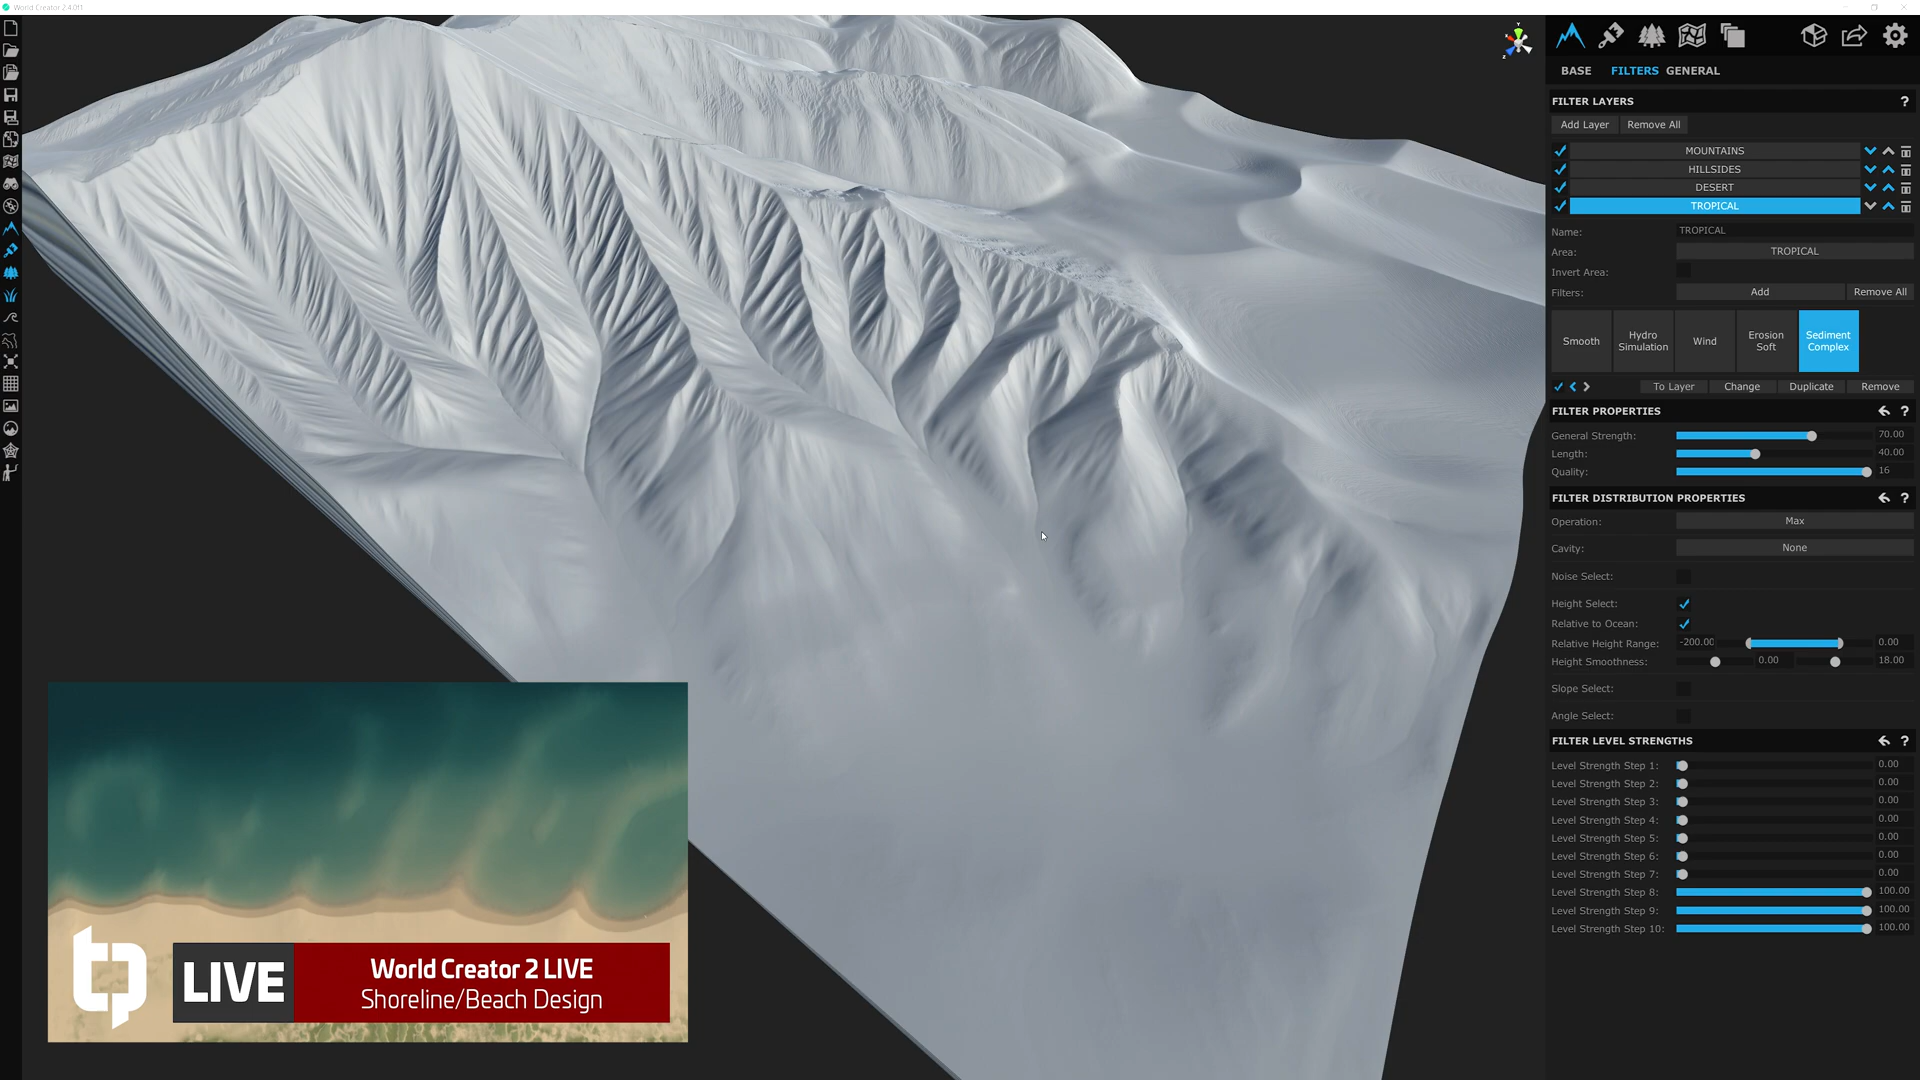 World Creator 2.4.0f1
BASE FILTERS GENERAL
FILTER LAYERS ?
Add Layer Remove All
MOUNTAINS
HILLSIDES
DESERT
TROPICAL
Name: TROPICAL
Area: TROPICAL
Invert Area:
Filters: Add Remove All
Smooth
Hydro
Simulation
Wind
Erosion
Soft
Sediment
Complex
To Layer Change Duplicate Remove
FILTER PROPERTIES ?
General Strength: 70.00
Length: 40.00
Quality: 16
FILTER DISTRIBUTION PROPERTIES ?
Operation: Max
Cavity: None
Noise Select:
Height Select:
Relative to Ocean:
Relative Height Range: -200.00 0.00
Height Smoothness: 0.00 18.00
Slope Select:
Angle Select:
FILTER LEVEL STRENGTHS ?
Level Strength Step 1: 0.00
Level Strength Step 2: 0.00
Level Strength Step 3: 0.00
Level Strength Step 4: 0.00
Level Strength Step 5: 0.00
Level Strength Step 6: 0.00
Level Strength Step 7: 0.00
Level Strength Step 8: 100.00
Level Strength Step 9: 100.00
Level Strength Step 10: 100.00
LIVE
World Creator 2 LIVE
Shoreline/Beach Design